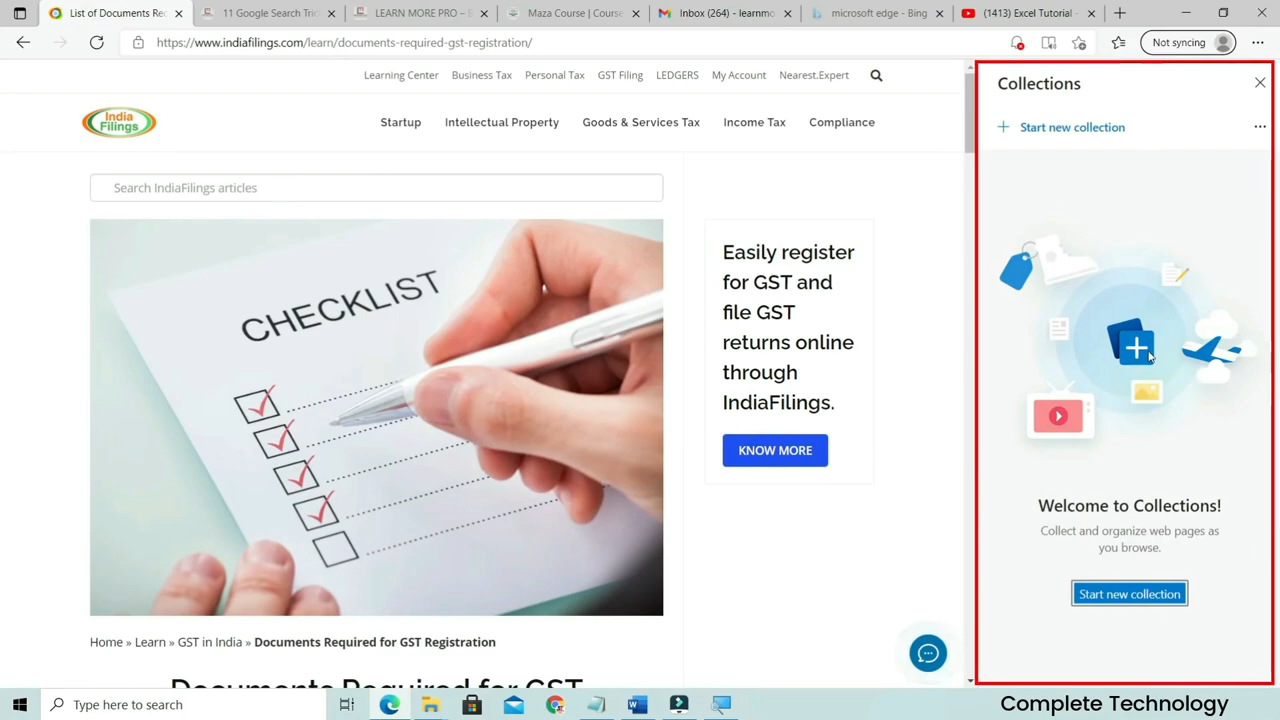 List of Documents Re
11 Google Search Tric
LEARN MORE PRO – B
Maza Course | Course
Inbox (264) - learnmo
microsoft edge - Bing
(1413) Excel Tutorial -
https://www.indiafilings.com/learn/documents-required-gst-registration/
Not syncing
Learning Center Business Tax Personal Tax GST Filing LEDGERS My Account Nearest.Expert
India
Filings
Startup Intellectual Property Goods & Services Tax Income Tax Compliance
Search IndiaFilings articles
CHECKLIST
Easily register
for GST and
file GST
returns online
through
IndiaFilings.
KNOW MORE
Home » Learn » GST in India » Documents Required for GST Registration
Documents Required for GST
Collections
Start new collection
Welcome to Collections!
Collect and organize web pages as
you browse.
Start new collection
Type here to search
Complete Technology